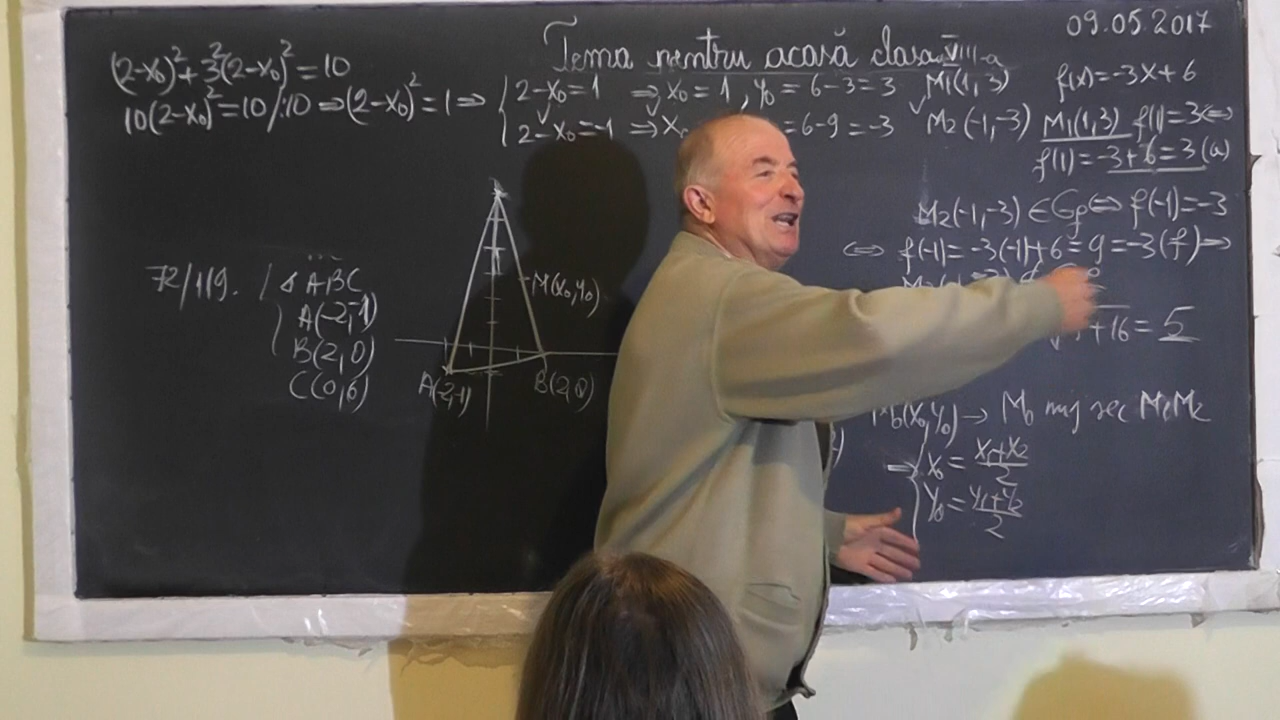 09.05.2017
Tema pentru acasă clasa VIII-a
(2-x₀)²+3²(2-x₀)²=10
10(2-x₀)²=10/:10 ⇒(2-x₀)²=1⇒
2-x₀=1 ⇒x₀=1, y₀=6-3=3 M₁(1,3)
2-x₀=-1 ⇒x₀ =6-9=-3 M₂(-1,-3)
f(x)=-3x+6
M₁(1,3) f(1)=3⇔
f(1)=-3+6=3(a)
M₂(-1,-3)∈Gf⇔f(-1)=-3
⇔ f(-1)=-3(-1)+6=9=-3(f)⇒
+16=5
72/119. △ABC
A(-2,-1)
B(2,0)
C(0,6)
M(x₀,y₀)
A(-2,-1)
B(2,0)
M₀(x₀,y₀)→ M₀ mij seg M₁M₂
⇒ x₀=x₁+x₂/2
y₀=y₁+y₂/2